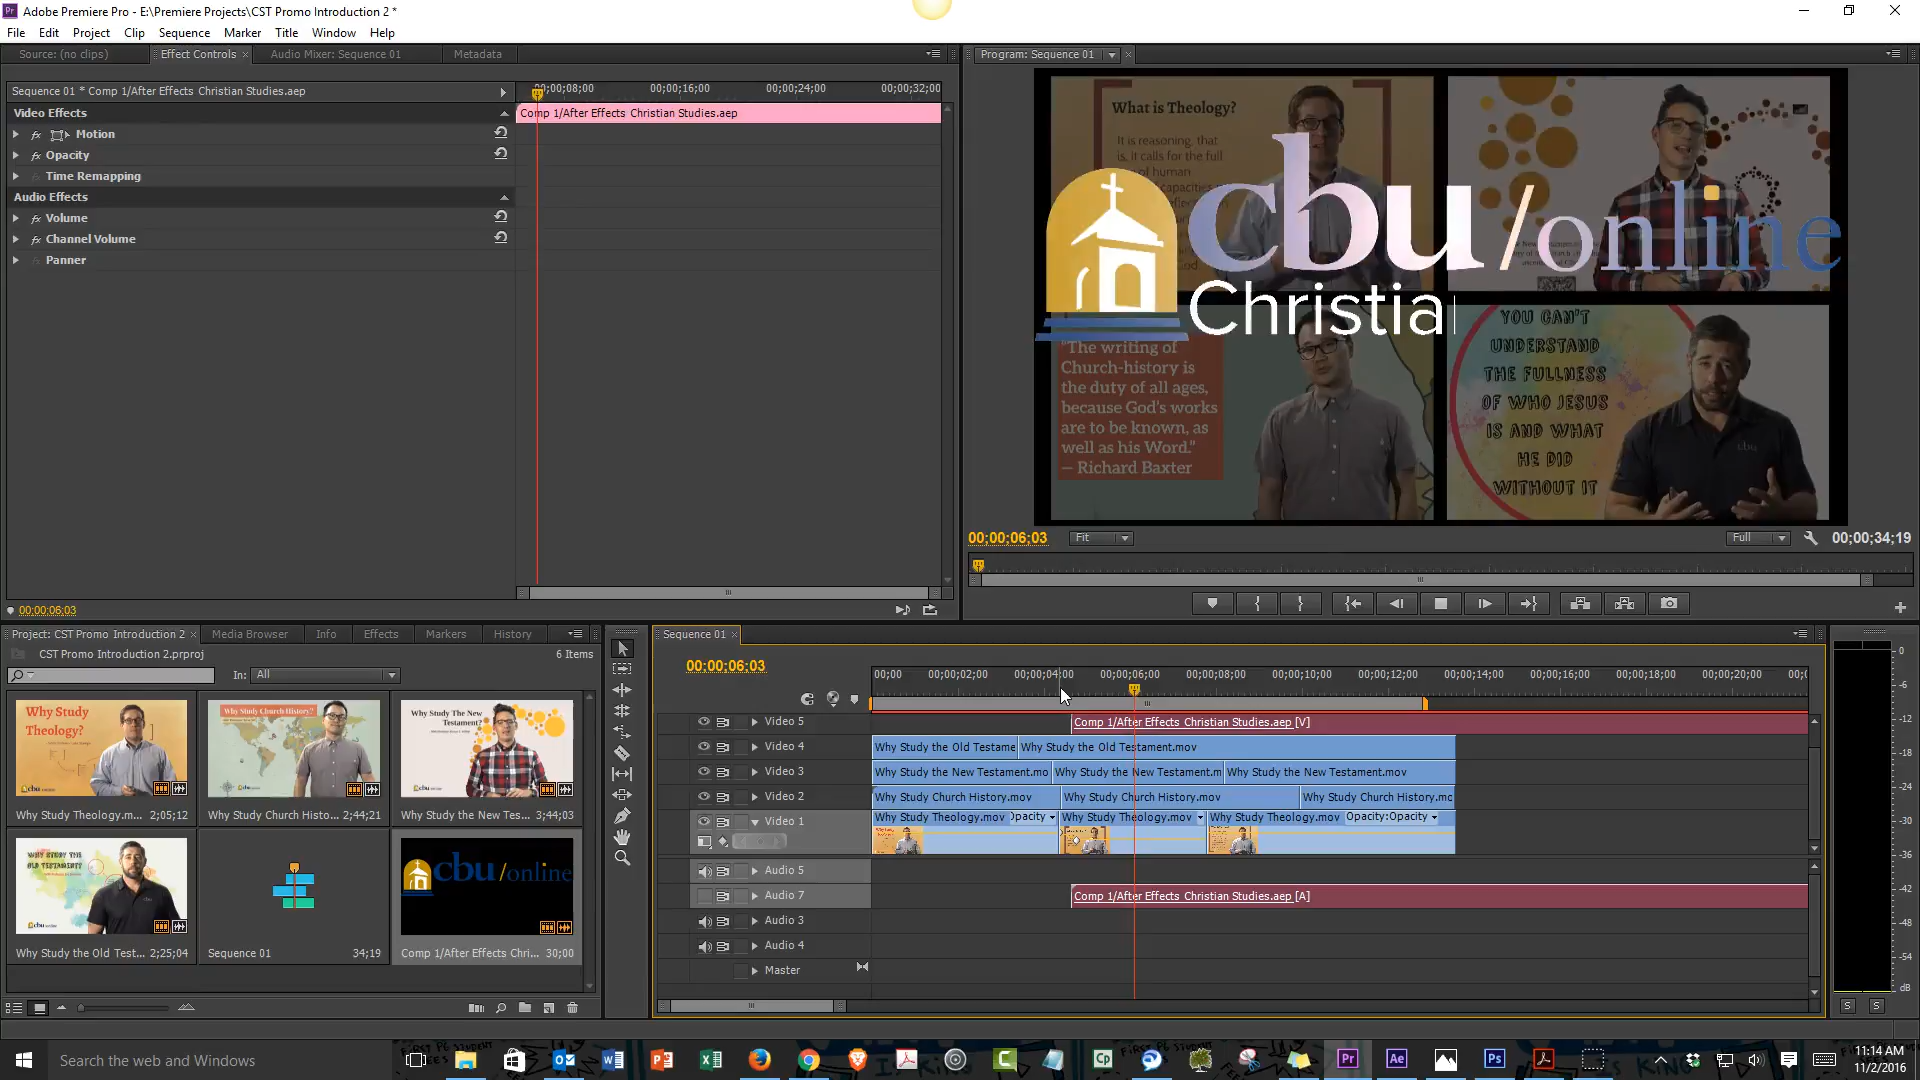 Adobe Premiere Pro - E:\Premiere Projects\CST Promo Introduction 2 *
File Edit Project Clip Sequence Marker Title Window Help
Source: (no clips) Effect Controls Audio Mixer: Sequence 01 Metadata
Sequence 01 * Comp 1/After Effects Christian Studies.aep
;00;08;00 00;00;16;00 00;00;24;00 00;00;32;00
Video Effects
Comp 1/After Effects Christian Studies.aep
fx Motion
fx Opacity
Time Remapping
Audio Effects
fx Volume
fx Channel Volume
Panner
00;00;06;03
Program: Sequence 01
What is Theology?
It is reasoning, that
is, it calls for the full
of human
capacities
God
cbu/online
Christia
"The writing of
Church-history is
the duty of all ages,
because God's works
are to be known, as
well as his Word."
– Richard Baxter
YOU CAN'T
UNDERSTAND
THE FULLNESS
OF WHO JESUS
IS AND WHAT
HE DID
WITHOUT IT
cbu
00;00;06;03 Fit Full 00;00;34;19
Project: CST Promo Introduction 2 Media Browser Info Effects Markers History
CST Promo Introduction 2.prproj 6 Items
In: All
Why Study Theology?
Why Study Church History?
Why Study The New Testament?
Why Study Theology.m... 2;05;12
Why Study Church Histo... 2;44;21
Why Study the New Tes... 3;44;03
WHY STUDY THE OLD TESTAMENT?
cbu/online
Why Study the Old Test... 2;25;04
Sequence 01 34;19
Comp 1/After Effects Chri... 30;00
Sequence 01
00;00;06;03
00;00 00;00;02;00 00;00;04;00 00;00;06;00 00;00;08;00 00;00;10;00 00;00;12;00 00;00;14;00 00;00;16;00 00;00;18;00 00;00;20;00
Video 5 Comp 1/After Effects Christian Studies.aep [V]
Video 4 Why Study the Old Testame Why Study the Old Testament.mov
Video 3 Why Study the New Testament.mo Why Study the New Testament.m Why Study the New Testament.mov
Video 2 Why Study Church History.mov Why Study Church History.mov Why Study Church History.mc
Video 1 Why Study Theology.mov Opacity Why Study Theology.mov Why Study Theology.mov Opacity:Opacity
Audio 5
Audio 7 Comp 1/After Effects Christian Studies.aep [A]
Audio 3
Audio 4
Master
0
-6
-12
-18
-24
-30
-36
-42
-48
-54
dB
S S
Search the web and Windows
11:14 AM
11/2/2016